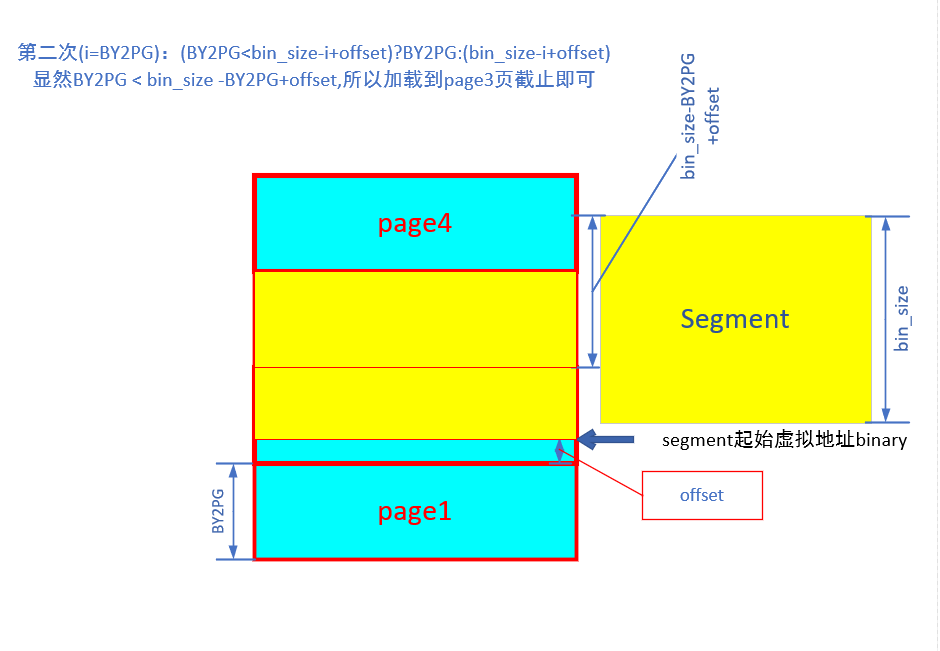 第二次(i=BY2PG)：(BY2PG<bin_size-i+offset)?BY2PG:(bin_size-i+offset)
显然BY2PG < bin_size -BY2PG+offset,所以加载到page3页截止即可
bin_size-BY2PG
+offset
page4
Segment
bin_size
segment起始虚拟地址binary
offset
BY2PG
page1